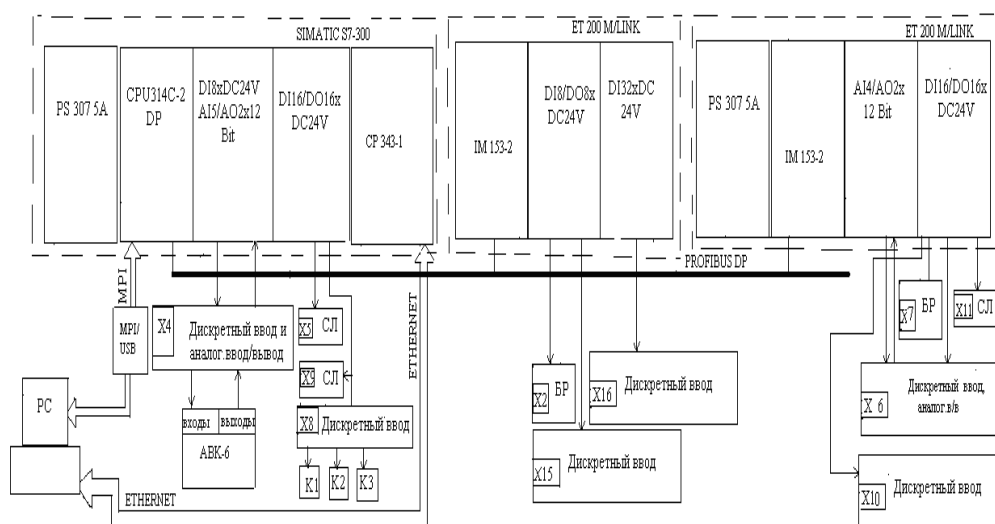 SIMATIC S7-300
PS 307 5A
CPU314C-2
DP
DI8xDC24V
AI5/AO2x12
Bit
DI16/DO16x
DC24V
CP 343-1
ET 200 M/LINK
IM 153-2
DI8/DO8x
DC24V
DI32xDC
24V
ET 200 M/LINK
PS 307 5A
IM 153-2
AI4/AO2x
12 Bit
DI16/DO16x
DC24V
PROFIBUS DP
MPI
ETHERNET
MPI/
USB
PC
X4
Дискретный ввод и
аналог.ввод/вывод
входы
выходы
АВК-6
X5
СЛ
X9
СЛ
X8
Дискретный ввод
К1
К2
К3
ETHERNET
X2
БР
X16
Дискретный ввод
X15
Дискретный ввод
X7
БР
X11
СЛ
X 6
Дискретный ввод,
аналог.в/в
X10
Дискретный ввод